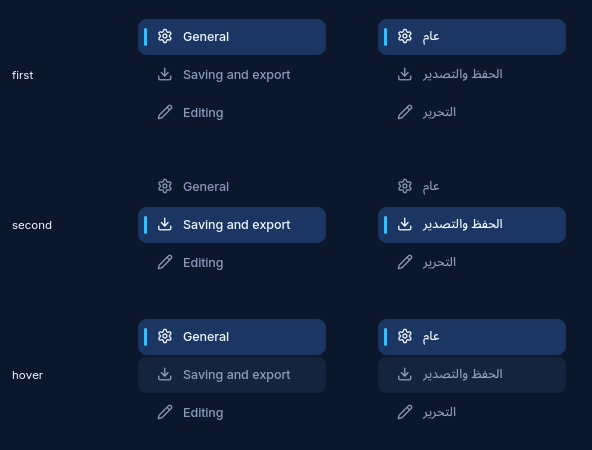 General
عام
first
Saving and export
الحفظ والتصدير
Editing
التحرير
General
عام
second
Saving and export
الحفظ والتصدير
Editing
التحرير
General
عام
hover
Saving and export
الحفظ والتصدير
Editing
التحرير